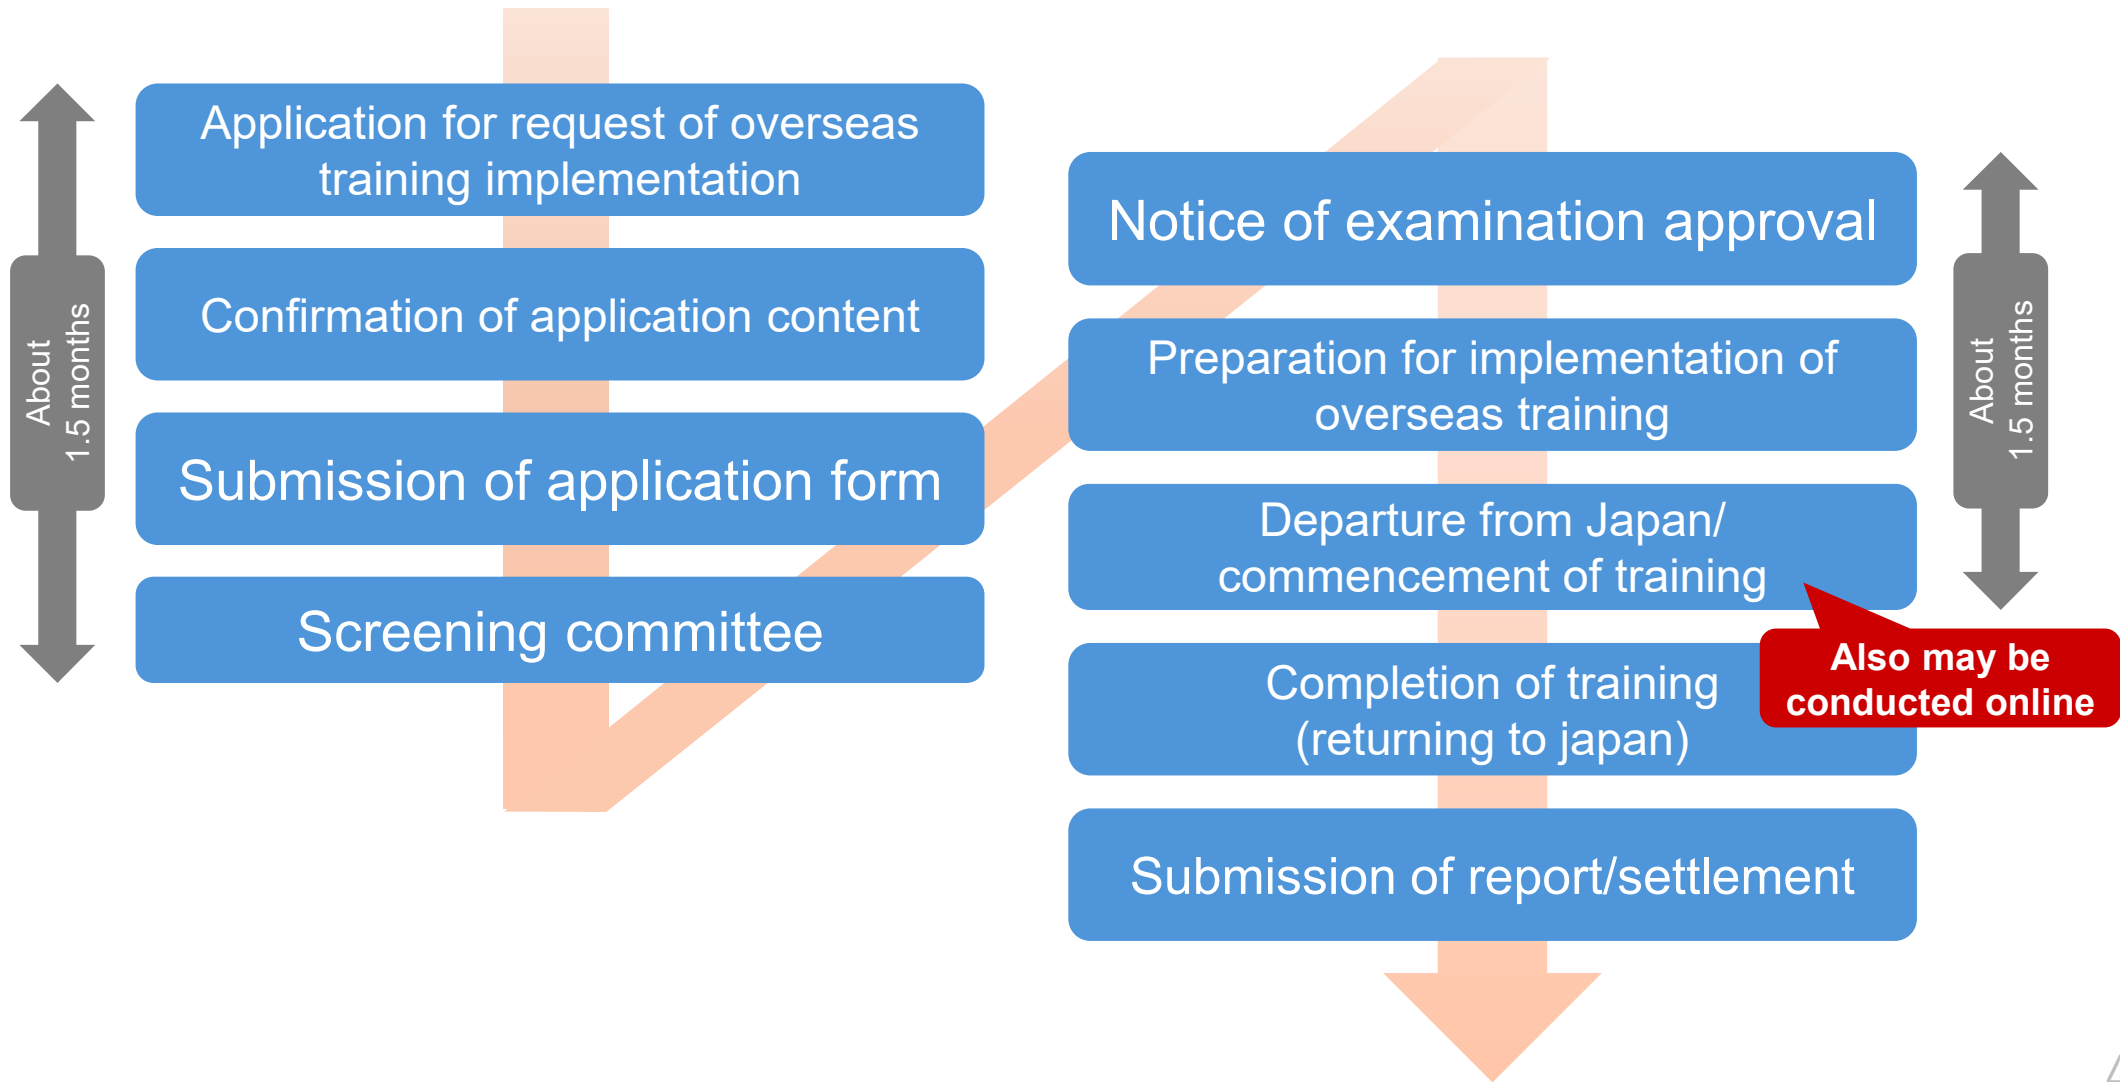 Application for request of overseas
training implementation
Confirmation of application content
Submission of application form
Screening committee
About
1.5 months
Notice of examination approval
Preparation for implementation of
overseas training
Departure from Japan/
commencement of training
Also may be
conducted online
Completion of training
(returning to japan)
Submission of report/settlement
About
1.5 months